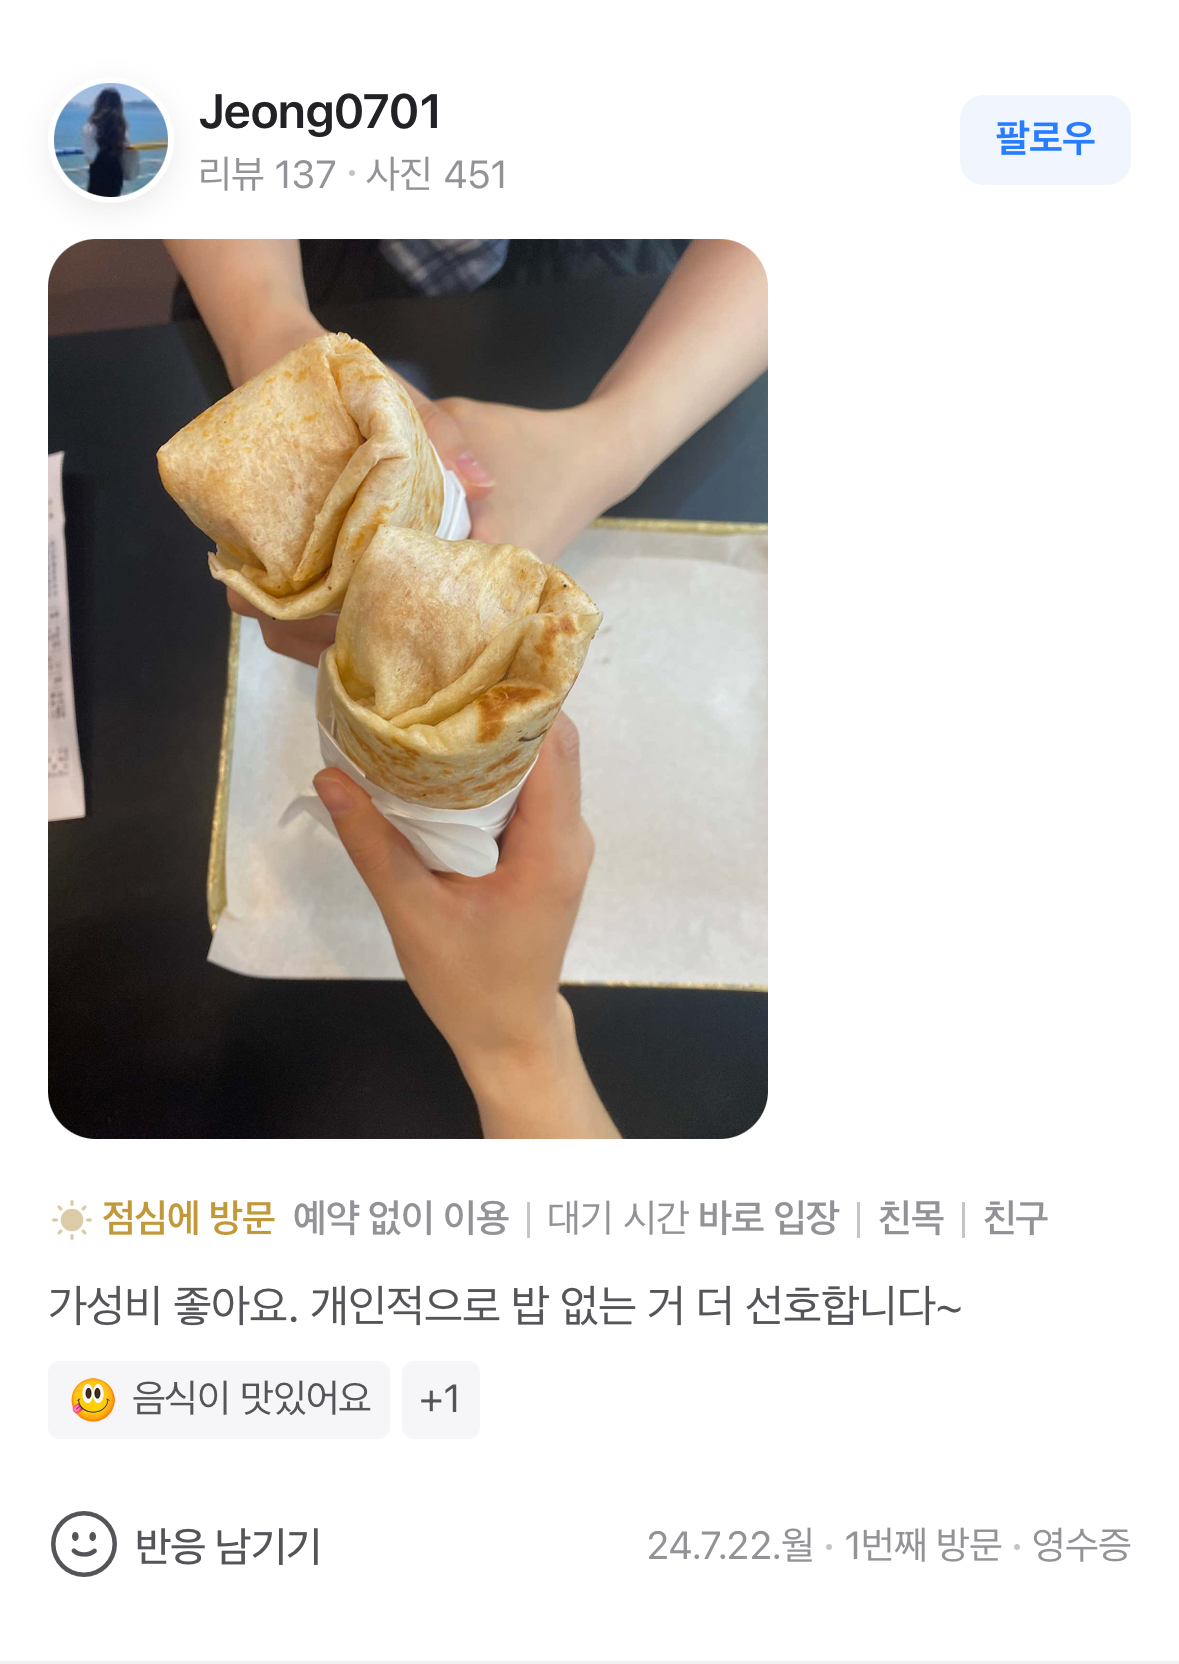 Jeong0701
리뷰 137 · 사진 451
팔로우
점심에 방문 예약 없이 이용 | 대기 시간 바로 입장 | 친목 | 친구
가성비 좋아요. 개인적으로 밥 없는 거 더 선호합니다~
음식이 맛있어요 +1
반응 남기기
24.7.22.월 · 1번째 방문 · 영수증